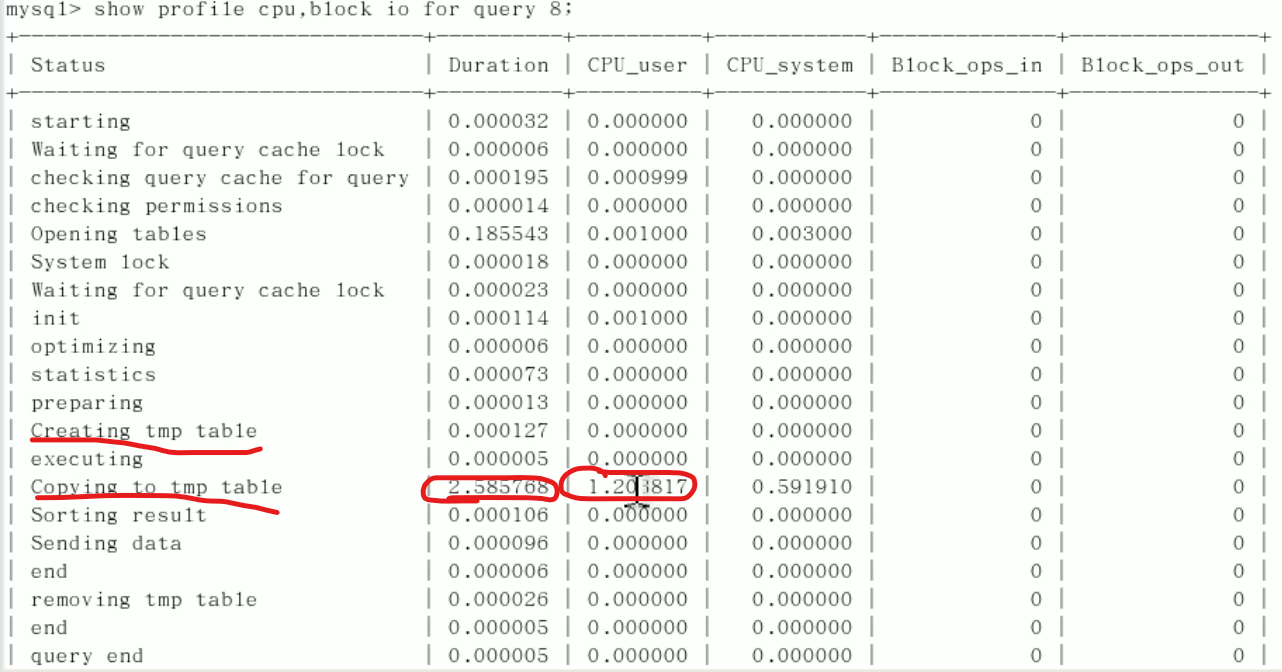 mysql> show profile cpu,block io for query 8;
| Status | Duration | CPU_user | CPU_system | Block_ops_in | Block_ops_out |
| starting | 0.000032 | 0.000000 | 0.000000 | 0 | 0 |
| Waiting for query cache lock | 0.000006 | 0.000000 | 0.000000 | 0 | 0 |
| checking query cache for query | 0.000195 | 0.000999 | 0.000000 | 0 | 0 |
| checking permissions | 0.000014 | 0.000000 | 0.000000 | 0 | 0 |
| Opening tables | 0.185543 | 0.001000 | 0.003000 | 0 | 0 |
| System lock | 0.000018 | 0.000000 | 0.000000 | 0 | 0 |
| Waiting for query cache lock | 0.000023 | 0.000000 | 0.000000 | 0 | 0 |
| init | 0.000114 | 0.001000 | 0.000000 | 0 | 0 |
| optimizing | 0.000006 | 0.000000 | 0.000000 | 0 | 0 |
| statistics | 0.000073 | 0.000000 | 0.000000 | 0 | 0 |
| preparing | 0.000013 | 0.000000 | 0.000000 | 0 | 0 |
| Creating tmp table | 0.000127 | 0.000000 | 0.000000 | 0 | 0 |
| executing | 0.000005 | 0.000000 | 0.000000 | 0 | 0 |
| Copying to tmp table | 2.585768 | 1.203817 | 0.591910 | 0 | 0 |
| Sorting result | 0.000106 | 0.000000 | 0.000000 | 0 | 0 |
| Sending data | 0.000096 | 0.000000 | 0.000000 | 0 | 0 |
| end | 0.000006 | 0.000000 | 0.000000 | 0 | 0 |
| removing tmp table | 0.000026 | 0.000000 | 0.000000 | 0 | 0 |
| end | 0.000005 | 0.000000 | 0.000000 | 0 | 0 |
| query end | 0.000005 | 0.000000 | 0.000000 | 0 | 0 |